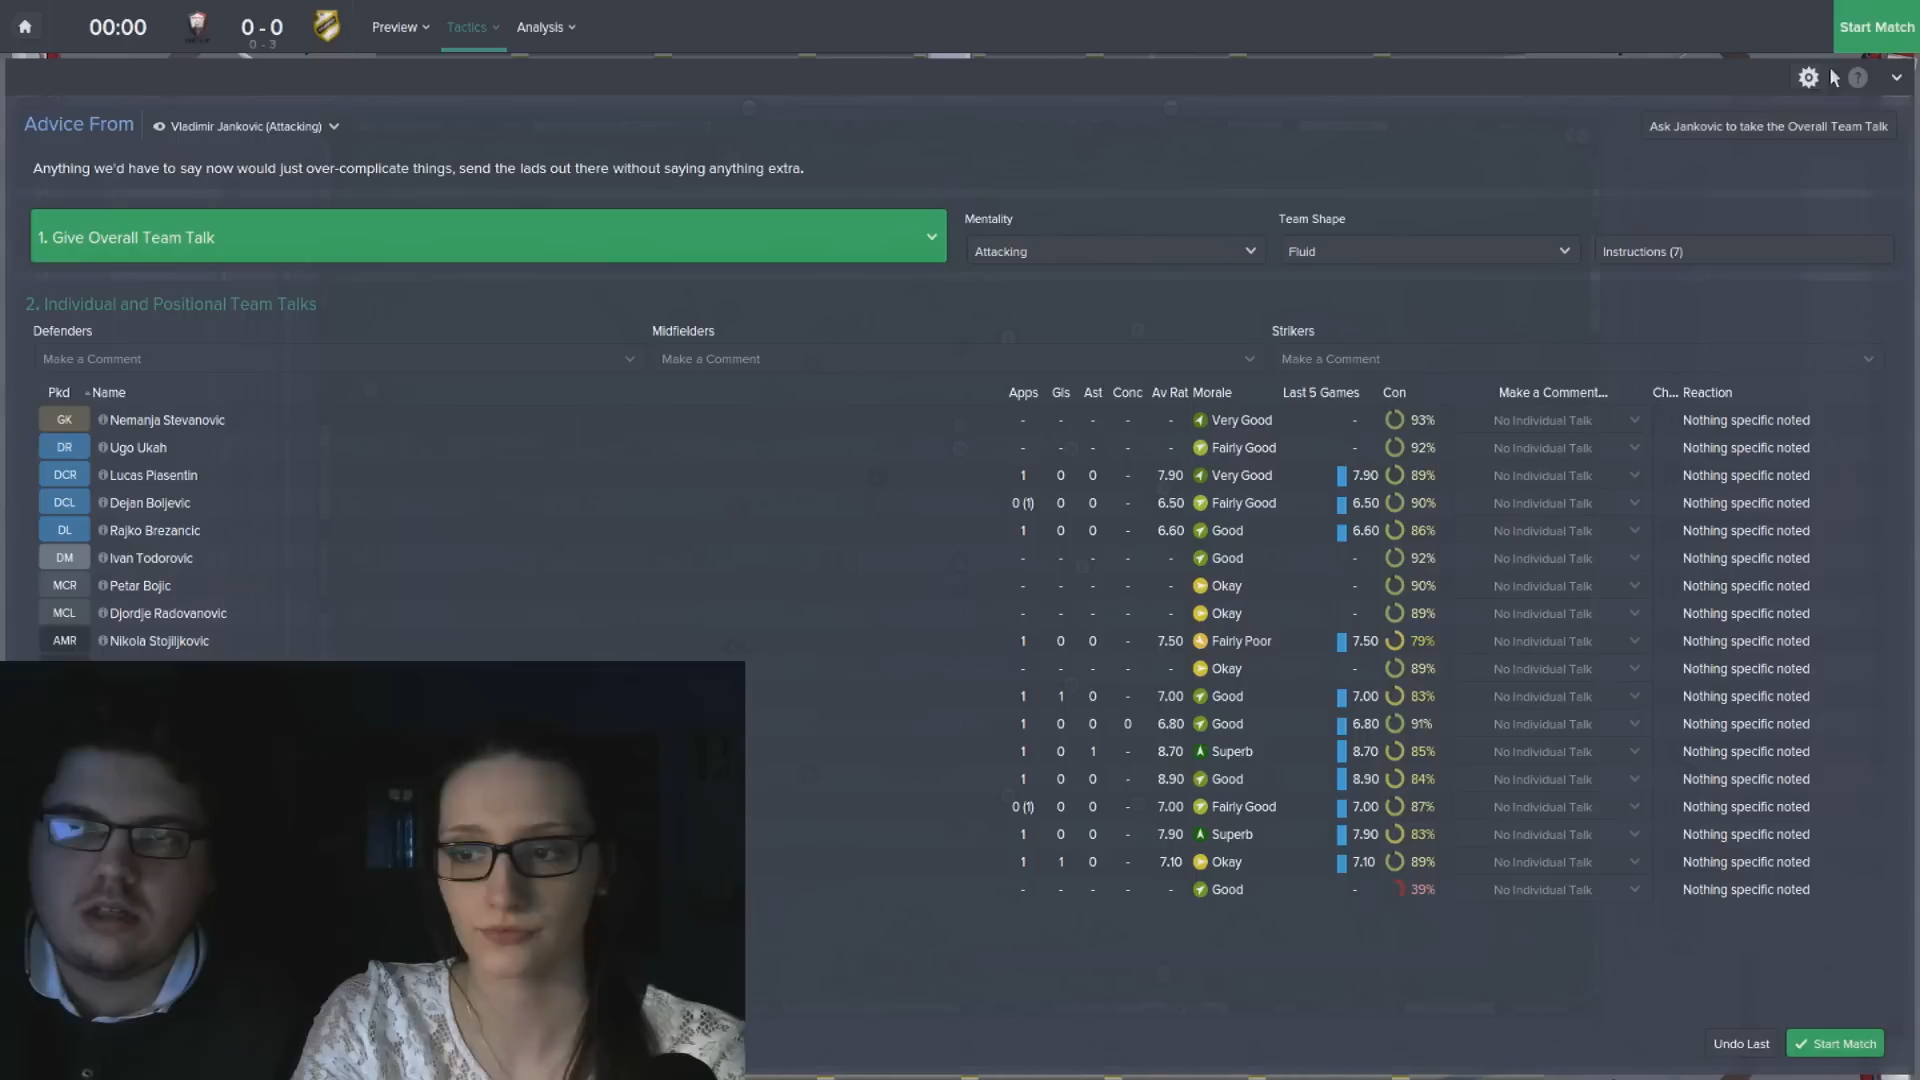 00:00
0 - 0
0 - 3
Preview
Tactics
Analysis
Start Match
?
Advice From
Vladimir Jankovic (Attacking)
Ask Jankovic to take the Overall Team Talk
Anything we'd have to say now would just over-complicate things, send the lads out there without saying anything extra.
1. Give Overall Team Talk
Mentality
Attacking
Team Shape
Fluid
Instructions (7)
2. Individual and Positional Team Talks
Defenders Midfielders Strikers
Make a Comment Make a Comment Make a Comment
Pkd Name Apps Gls Ast Conc Av Rat Morale Last 5 Games Con Make a Comment... Ch... Reaction
GK Nemanja Stevanovic - - - - - Very Good - 93% No Individual Talk Nothing specific noted
DR Ugo Ukah - - - - - Fairly Good - 92% No Individual Talk Nothing specific noted
DCR Lucas Piasentin 1 0 0 - 7.90 Very Good 7.90 89% No Individual Talk Nothing specific noted
DCL Dejan Boljevic 0 (1) 0 0 - 6.50 Fairly Good 6.50 90% No Individual Talk Nothing specific noted
DL Rajko Brezancic 1 0 0 - 6.60 Good 6.60 86% No Individual Talk Nothing specific noted
DM Ivan Todorovic - - - - - Good - 92% No Individual Talk Nothing specific noted
MCR Petar Bojic - - - - - Okay - 90% No Individual Talk Nothing specific noted
MCL Djordje Radovanovic - - - - - Okay - 89% No Individual Talk Nothing specific noted
AMR Nikola Stojiljkovic 1 0 0 - 7.50 Fairly Poor 7.50 79% No Individual Talk Nothing specific noted
- - - - - Okay - 89% No Individual Talk Nothing specific noted
1 1 0 - 7.00 Good 7.00 83% No Individual Talk Nothing specific noted
1 0 0 0 6.80 Good 6.80 91% No Individual Talk Nothing specific noted
1 0 1 - 8.70 Superb 8.70 85% No Individual Talk Nothing specific noted
1 0 0 - 8.90 Good 8.90 84% No Individual Talk Nothing specific noted
0 (1) 0 0 - 7.00 Fairly Good 7.00 87% No Individual Talk Nothing specific noted
1 0 0 - 7.90 Superb 7.90 83% No Individual Talk Nothing specific noted
1 1 0 - 7.10 Okay 7.10 89% No Individual Talk Nothing specific noted
- - - - - Good - 39% No Individual Talk Nothing specific noted
Undo Last
Start Match